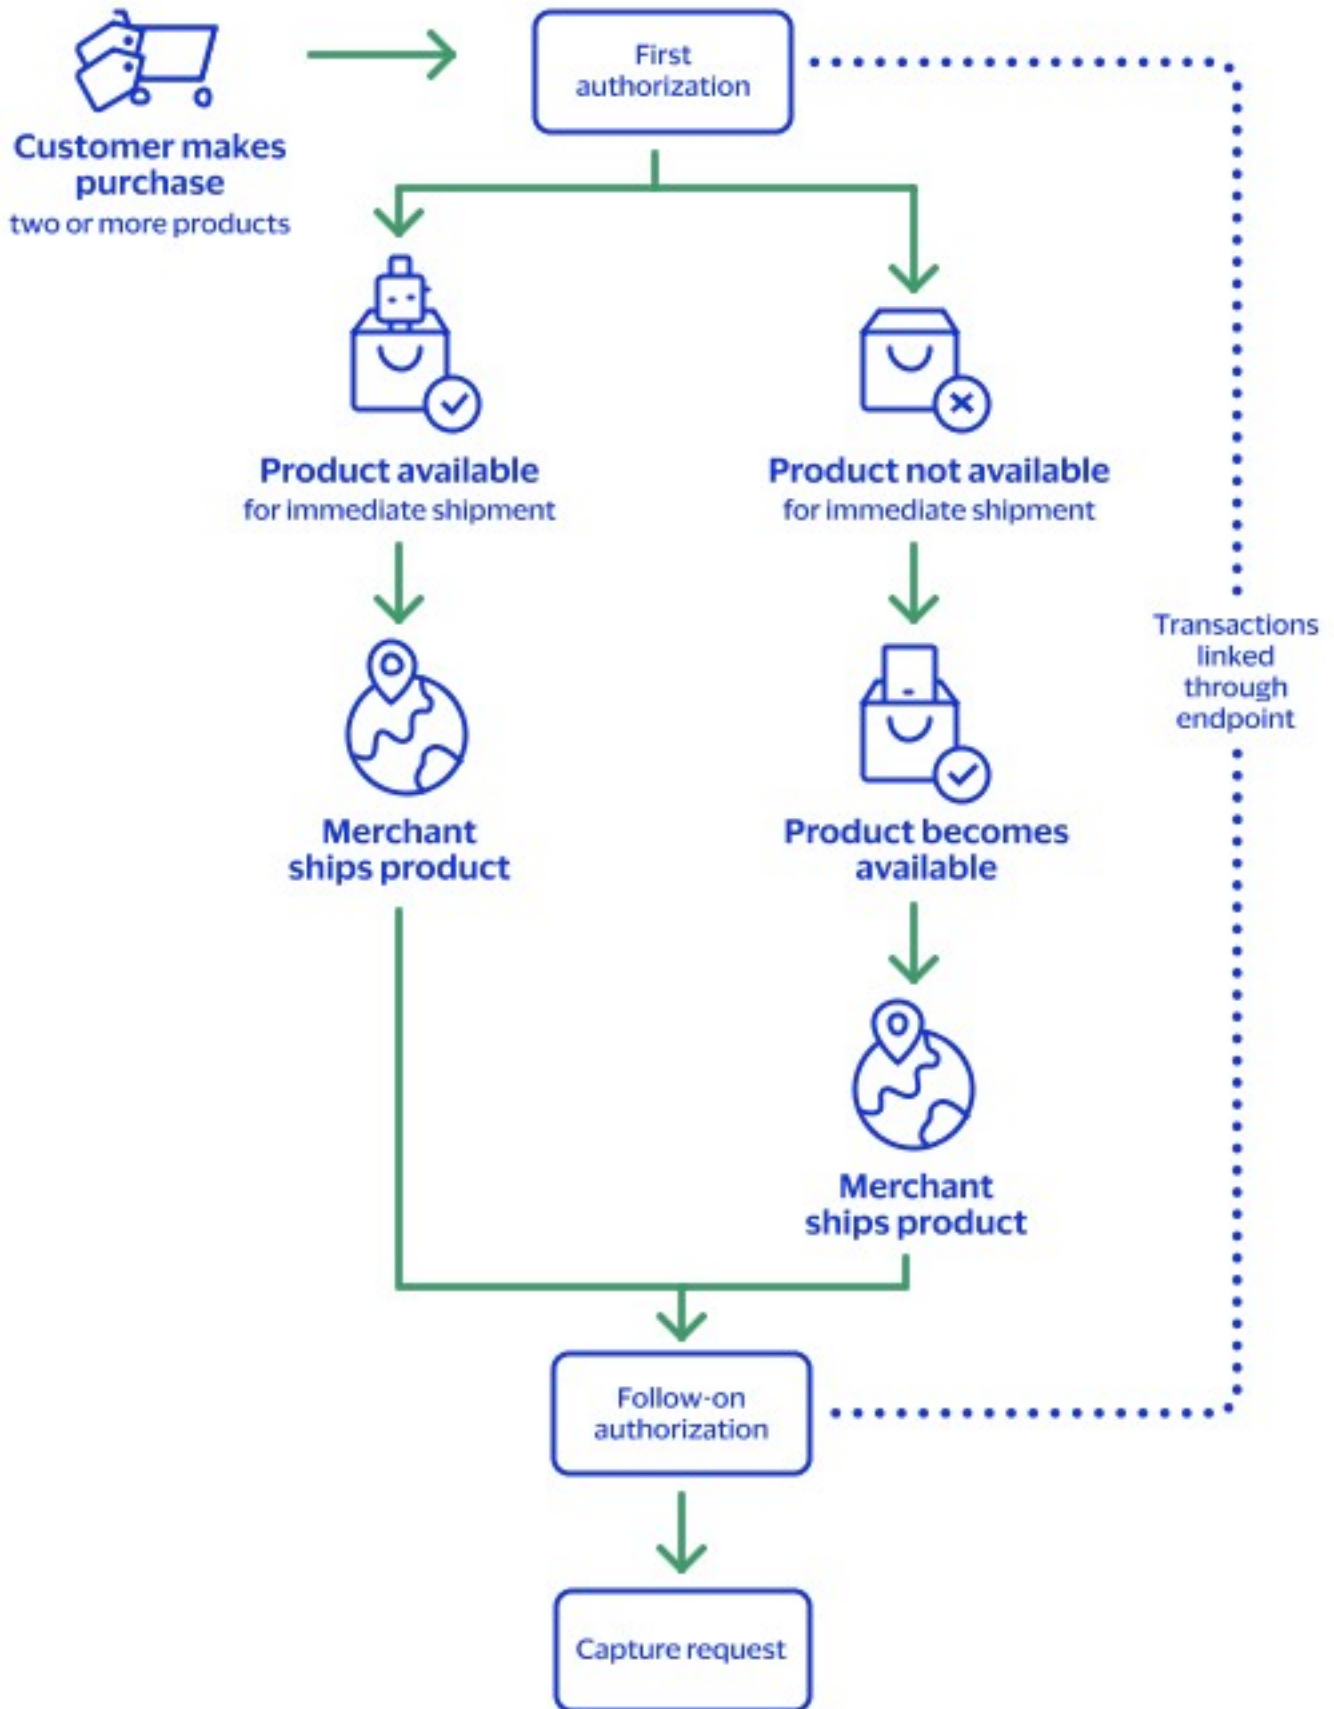 First
authorization
Customer makes
purchase
two or more products
Product available
for immediate shipment
Product not available
for immediate shipment
Transactions
linked
through
endpoint
Merchant
ships product
Product becomes
available
Merchant
ships product
Follow-on
authorization
Capture request